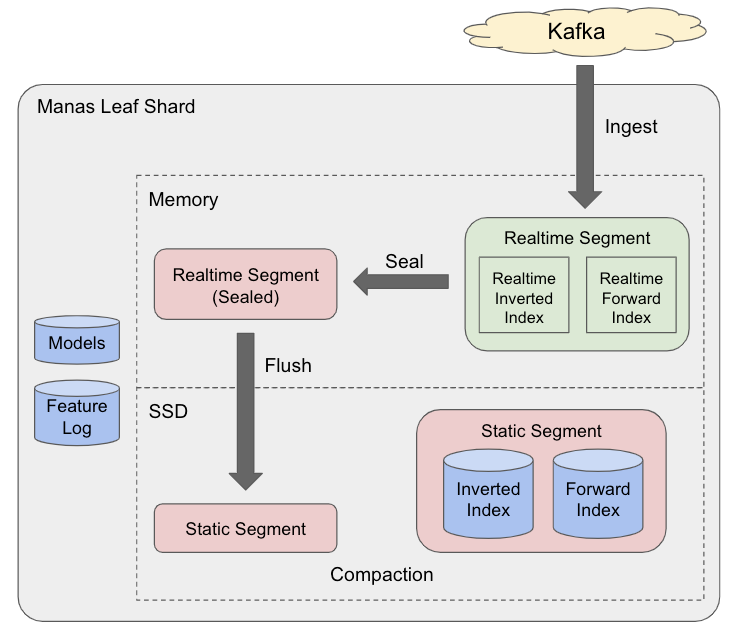 Kafka
Manas Leaf Shard
Ingest
Memory
Realtime Segment
Realtime
Inverted
Index
Realtime
Forward
Index
Seal
Realtime Segment
(Sealed)
Models
Feature
Log
Flush
SSD
Static Segment
Inverted
Index
Forward
Index
Static Segment
Compaction